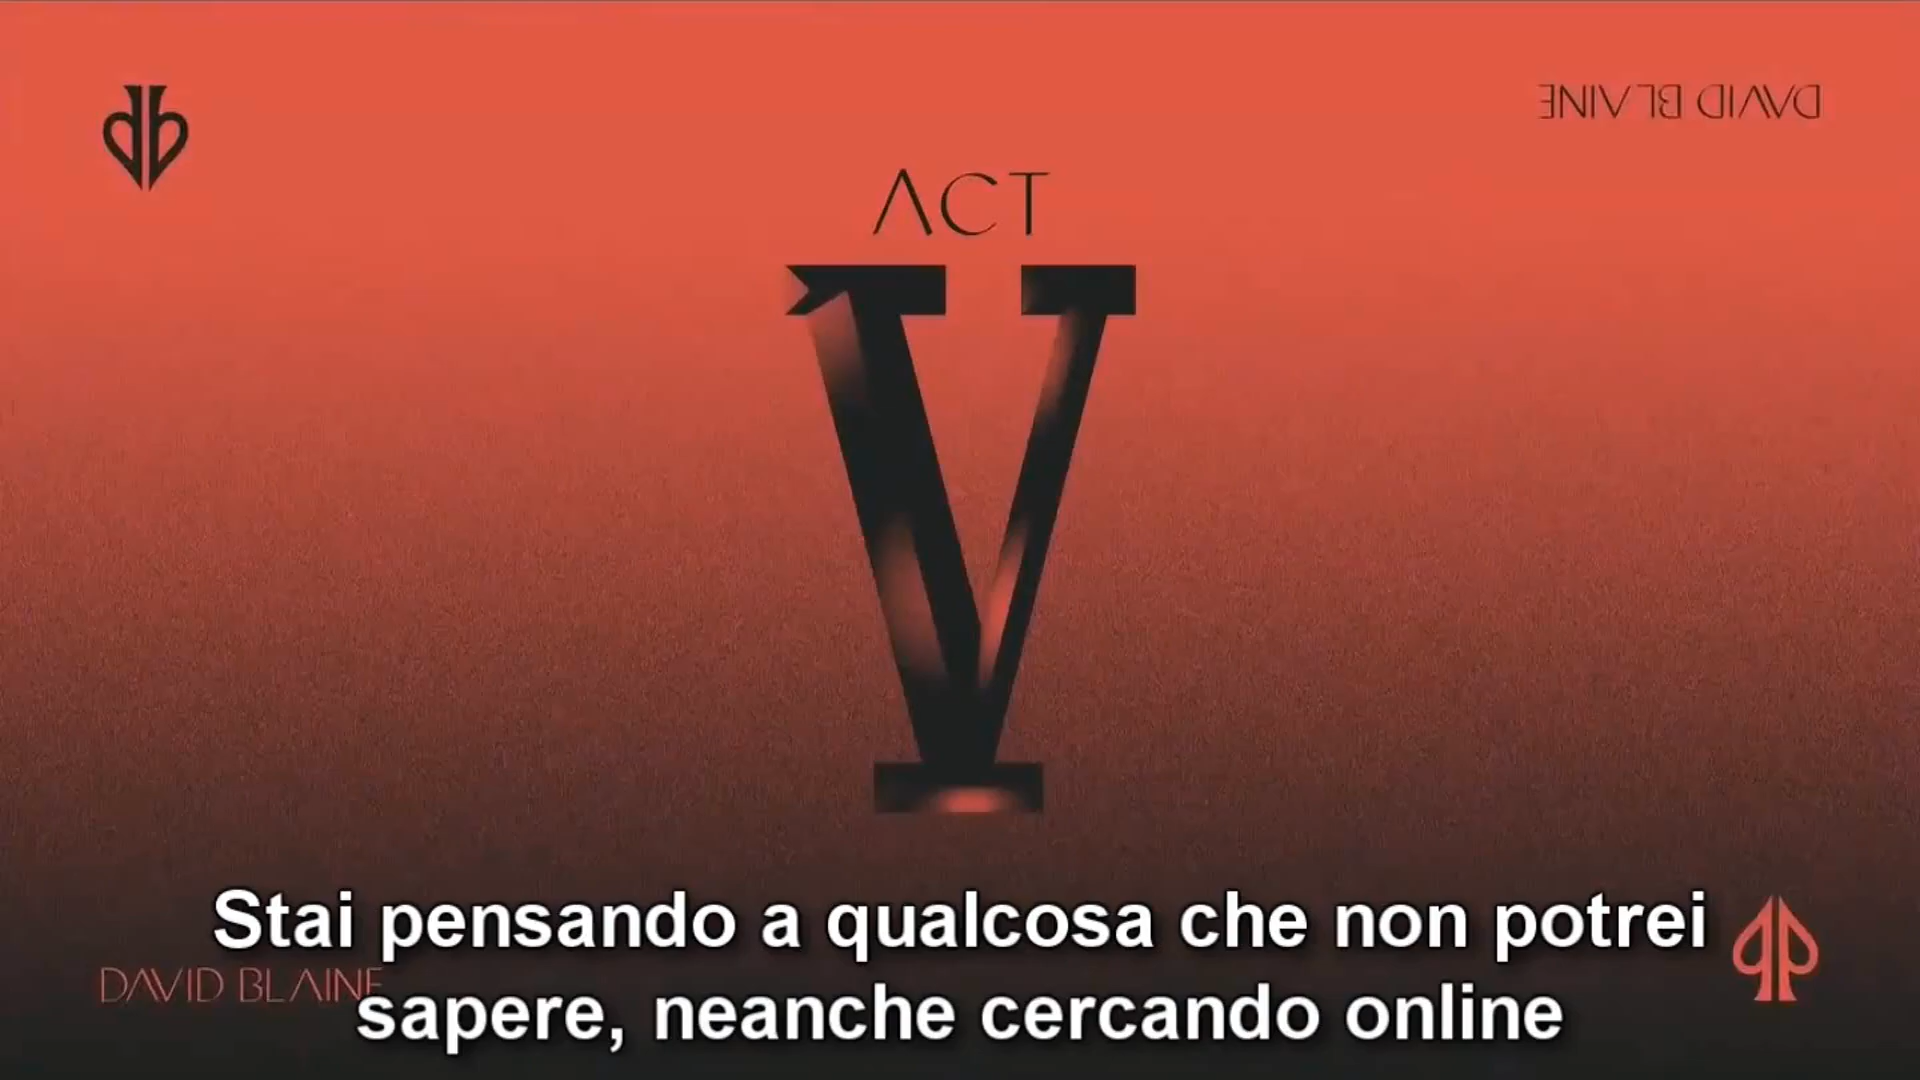 DAVID BLAINE
ACT
V
Stai pensando a qualcosa che non potrei
DAVID BLAINE
sapere, neanche cercando online